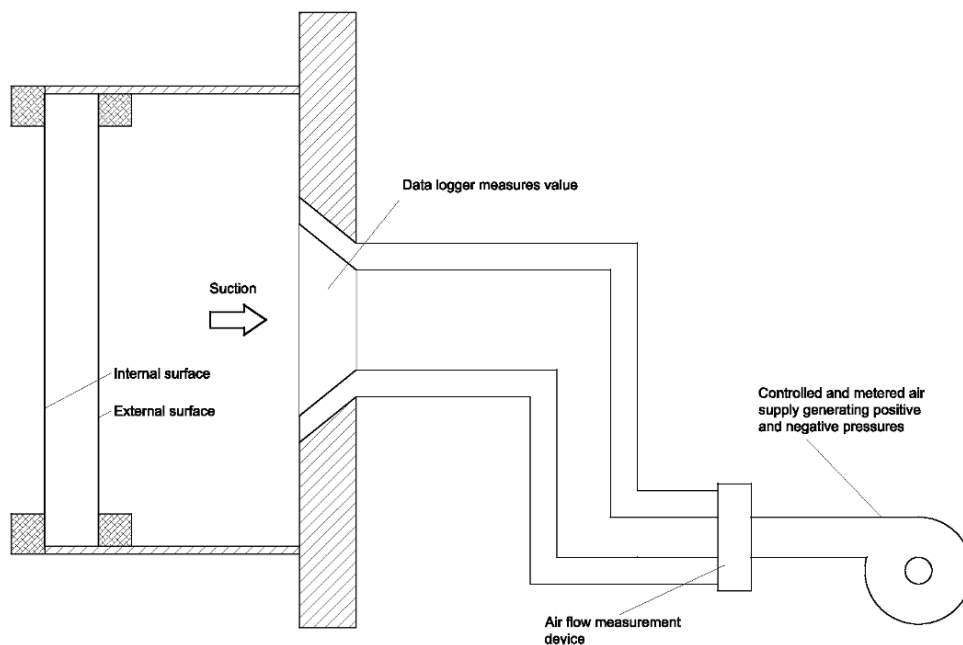 Data logger measures value
Suction
Internal surface
External surface
Controlled and metered air
supply generating positive
and negative pressures
Air flow measurement
device